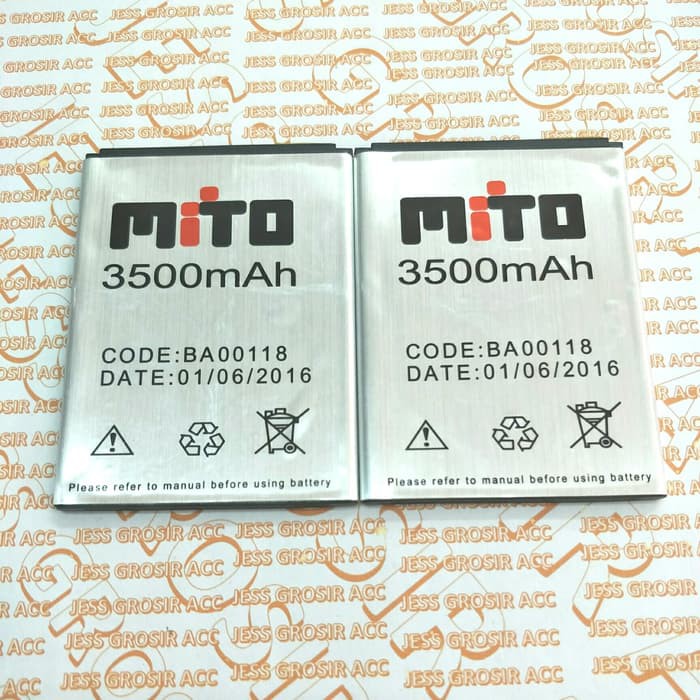 MiTO
3500mAh
CODE:BA00118
DATE:01/06/2016
Please refer to manual before using battery
MiTO
3500mAh
CODE:BA00118
DATE:01/06/2016
Please refer to manual before using battery
JESS GROSIR ACC